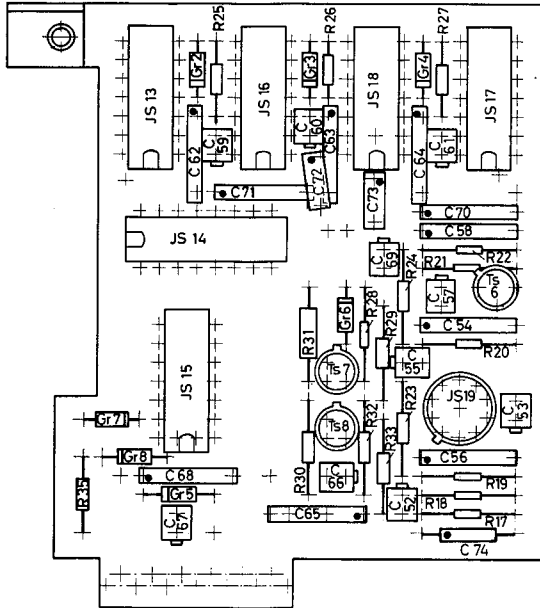 R25
R26
R27
Gr2
Gr3
Gr4
JS 13
JS 16
JS 18
JS 17
C 62
C 59
C 60
C 63
C 64
C 61
C 71
C 72
C 73
C 70
C 58
JS 14
C 69
R24
R21
R22
Ts 6
C 57
R31
Gr6
R28
R29
C 54
R20
JS 15
Ts 7
C 55
JS19
C 53
Gr7
R30
Ts8
R32
R33
R23
Gr8
C 68
C 66
C 56
R19
R35
Gr5
C 67
C65
C 52
R18
R17
C 74